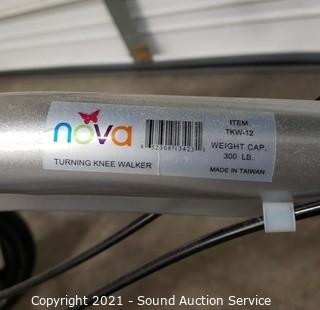 nova
TURNING KNEE WALKER
ITEM
TKW-12
WEIGHT CAP.
300 LB.
MADE IN TAIWAN
Copyright 2021 - Sound Auction Service